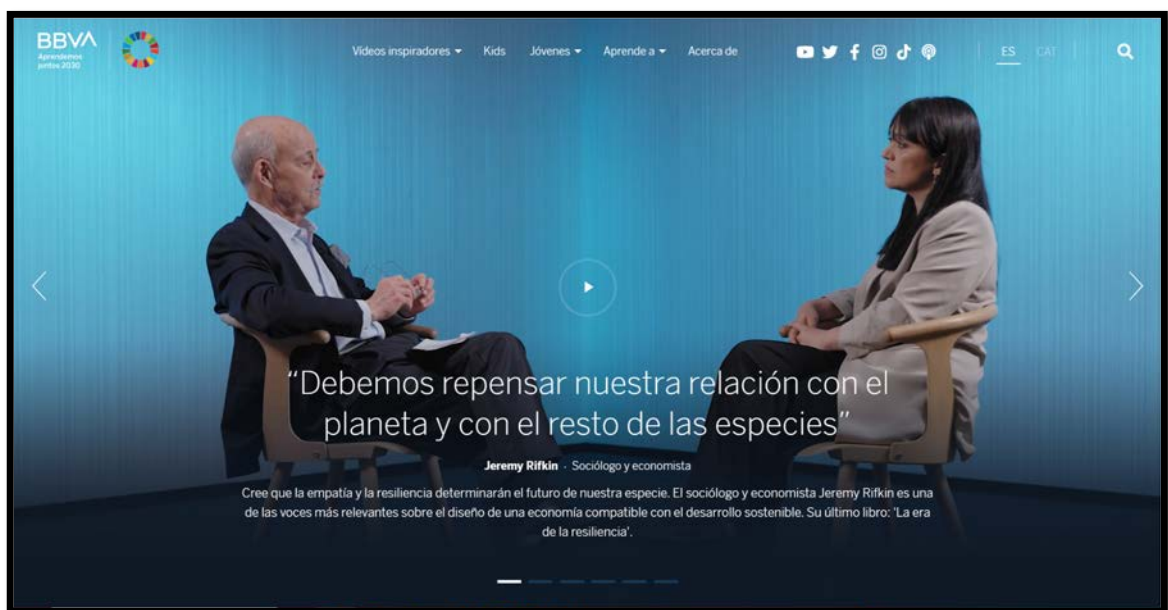 BBVA
Aprendemos
juntos 2030
Vídeos inspiradores
Kids
Jóvenes
Aprende a
Acerca de
ES
CAT
“Debemos repensar nuestra relación con el
planeta y con el resto de las especies”
Jeremy Rifkin · Sociólogo y economista
Cree que la empatía y la resiliencia determinarán el futuro de nuestra especie. El sociólogo y economista Jeremy Rifkin es una
de las voces más relevantes sobre el diseño de una economía compatible con el desarrollo sostenible. Su último libro: 'La era
de la resiliencia'.